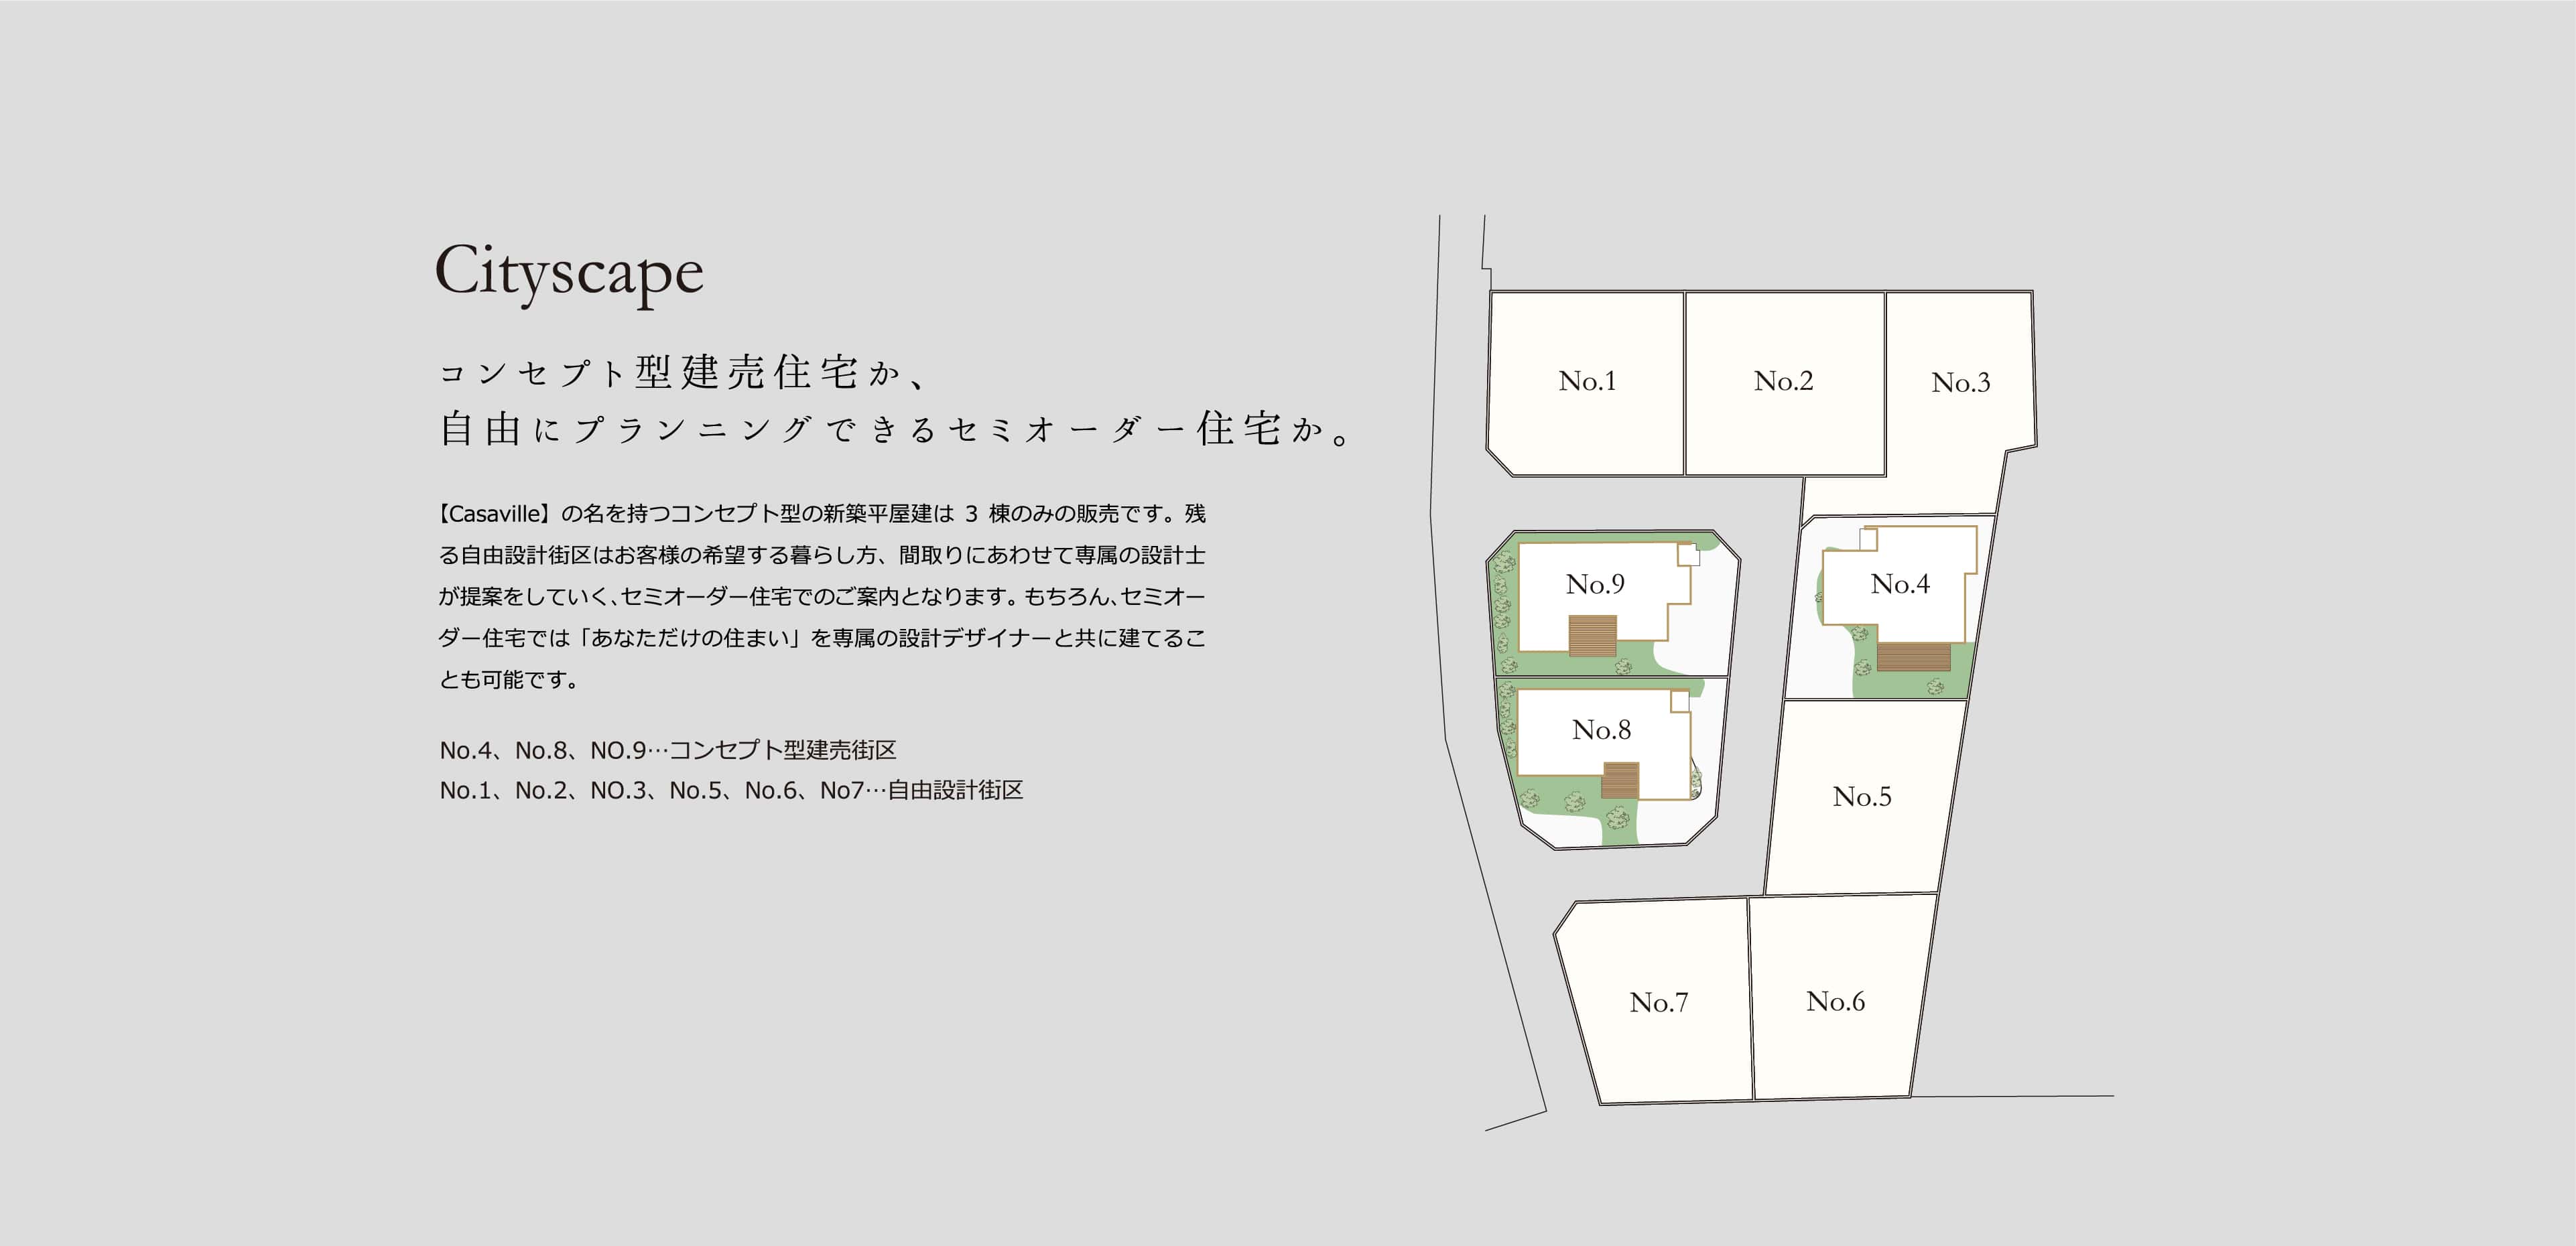 Cityscape
コンセプト型建売住宅か、
自由にプランニングできるセミオーダー住宅か。
【Casaville】の名を持つコンセプト型の新築平屋建は 3 棟のみの販売です。残
る自由設計街区はお客様の希望する暮らし方、間取りにあわせて専属の設計士
が提案をしていく、セミオーダー住宅でのご案内となります。もちろん、セミオー
ダー住宅では「あなただけの住まい」を専属の設計デザイナーと共に建てるこ
とも可能です。
No.4、No.8、NO.9…コンセプト型建売街区
No.1、No.2、NO.3、No.5、No.6、No7…自由設計街区
No.1
No.2
No.3
No.9
No.4
No.8
No.5
No.7
No.6